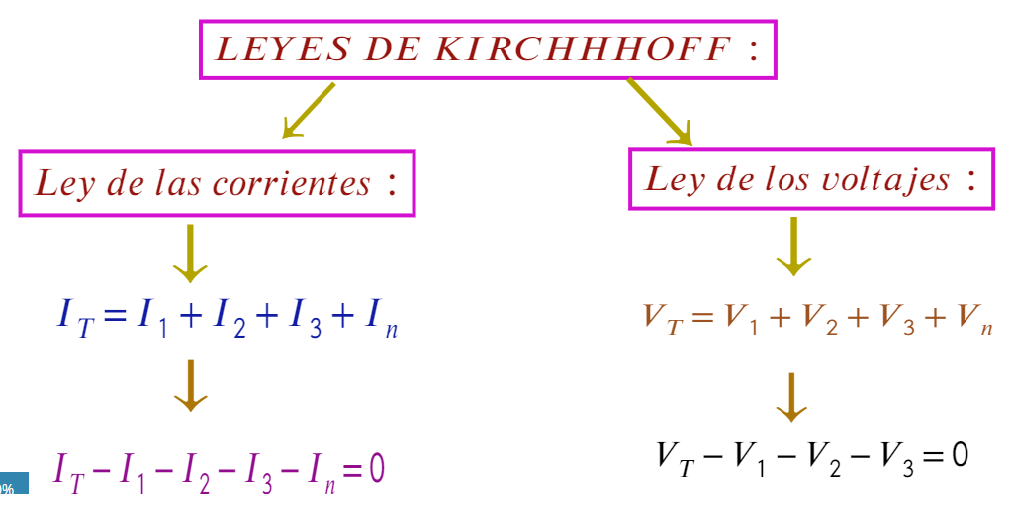 LEYES DE KIRCHHHOFF :
Ley de las corrientes :
Ley de los voltajes :
I_T = I_1 + I_2 + I_3 + I_n
V_T = V_1 + V_2 + V_3 + V_n
I_T − I_1 − I_2 − I_3 − I_n = 0
V_T − V_1 − V_2 − V_3 = 0